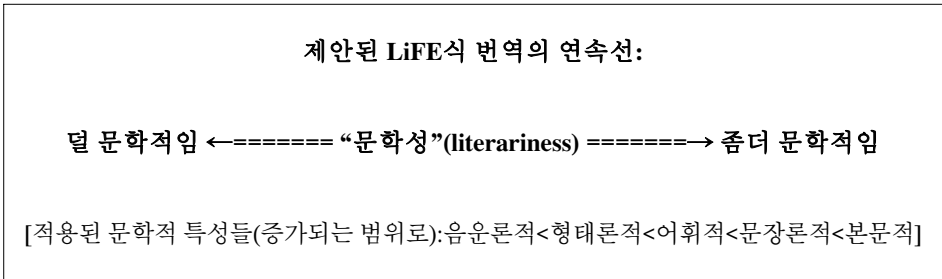 제안된 LiFE식 번역의 연속선:
덜 문학적임 ←======= “문학성”(literariness) =======→ 좀더 문학적임
[적용된 문학적 특성들(증가되는 범위로):음운론적<형태론적<어휘적<문장론적<본문적]